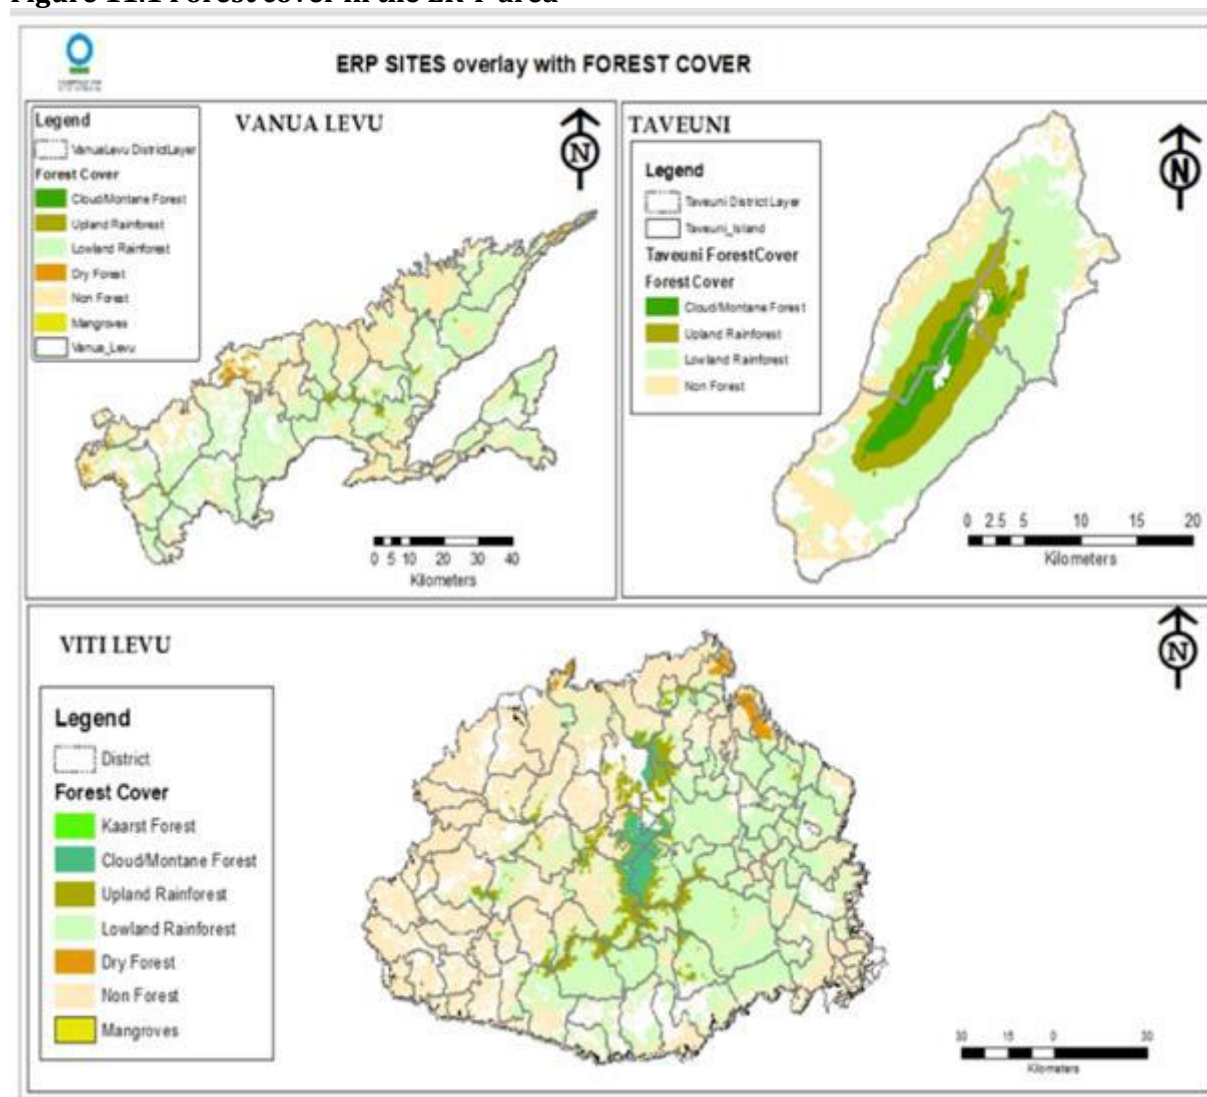 Figure 11.1 Forest cover in the ER-P area
ERP SITES overlay with FOREST COVER
VANUA LEVU
Legend
VanuaLevu DistrictLayer
Forest Cover
Cloud/Montane Forest
Upland Rainforest
Lowland Rainforest
Dry Forest
Non Forest
Mangroves
Vanua_Levu
N
0 5 10 20 30 40
Kilometers
TAVEUNI
Legend
Taveuni District Layer
Taveuni_Island
Taveuni ForestCover
Forest Cover
Cloud/Montane Forest
Upland Rainforest
Lowland Rainforest
Non Forest
N
0 2.5 5 10 15 20
Kilometers
VITI LEVU
Legend
District
Forest Cover
Kaarst Forest
Cloud/Montane Forest
Upland Rainforest
Lowland Rainforest
Dry Forest
Non Forest
Mangroves
N
30 15 0 30
Kilometers